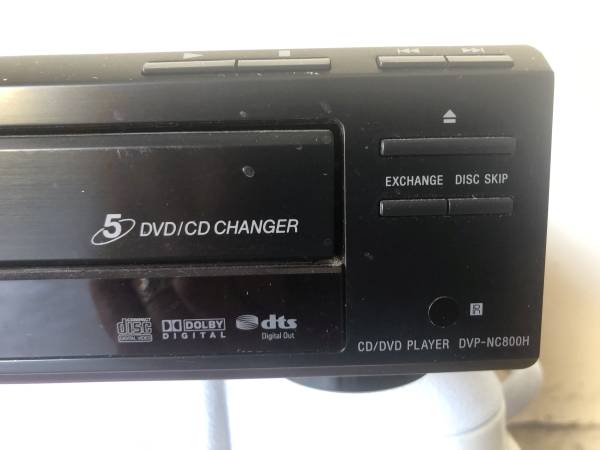 EXCHANGE DISC SKIP
5 DVD/CD CHANGER
COMPACT
disc
DIGITAL VIDEO
DOLBY
DIGITAL
dts
Digital Out
R
CD/DVD PLAYER DVP-NC800H